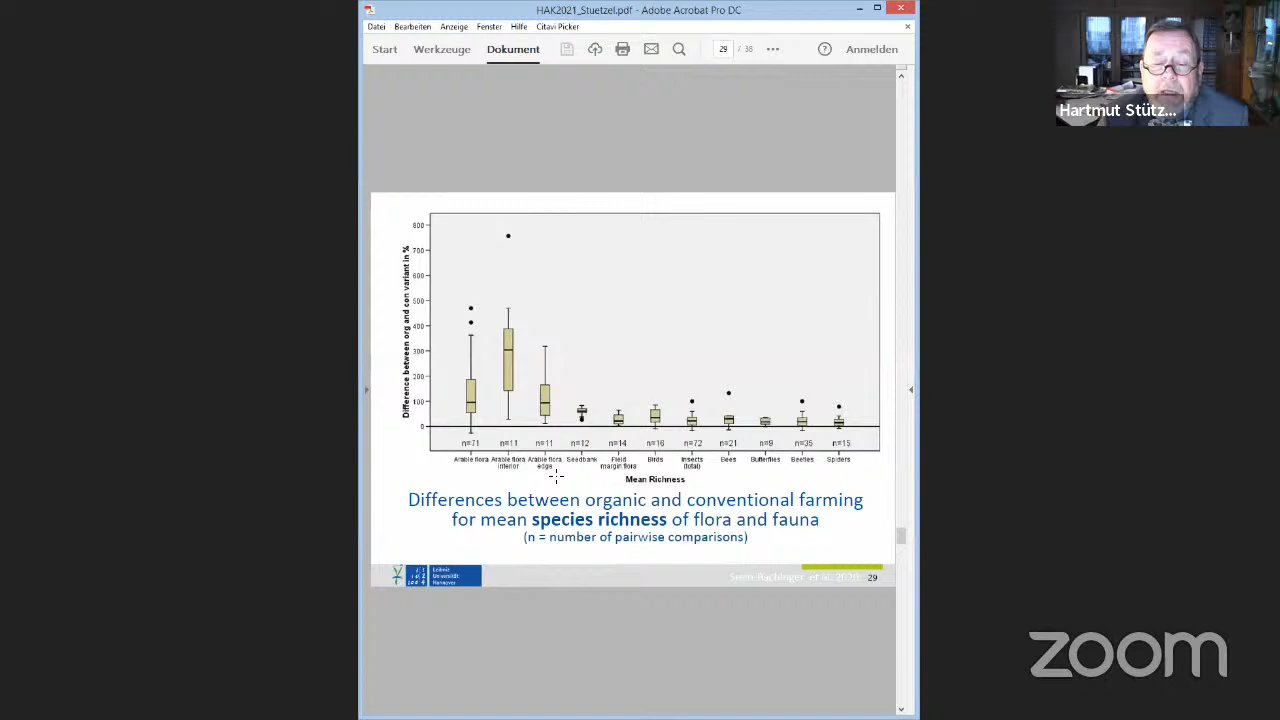 HAK2021_Stuetzel.pdf - Adobe Acrobat Pro DC
Datei Bearbeiten Anzeige Fenster Hilfe Citavi Picker
Start Werkzeuge Dokument 29 / 38 Anmelden
Hartmut Stütz...
Difference between org and con variant in %
800
700
600
500
400
300
200
100
0
n=71 n=11 n=11 n=12 n=14 n=16 n=72 n=21 n=9 n=35 n=15
Arable flora Arable flora Arable flora Seedbank Field Birds Insects Bees Butterflies Beetles Spiders
interior edge margin flora (total)
Mean Richness
Differences between organic and conventional farming
for mean species richness of flora and fauna
(n = number of pairwise comparisons)
Leibniz
Universität
Hannover
et al. 2020 29
zoom